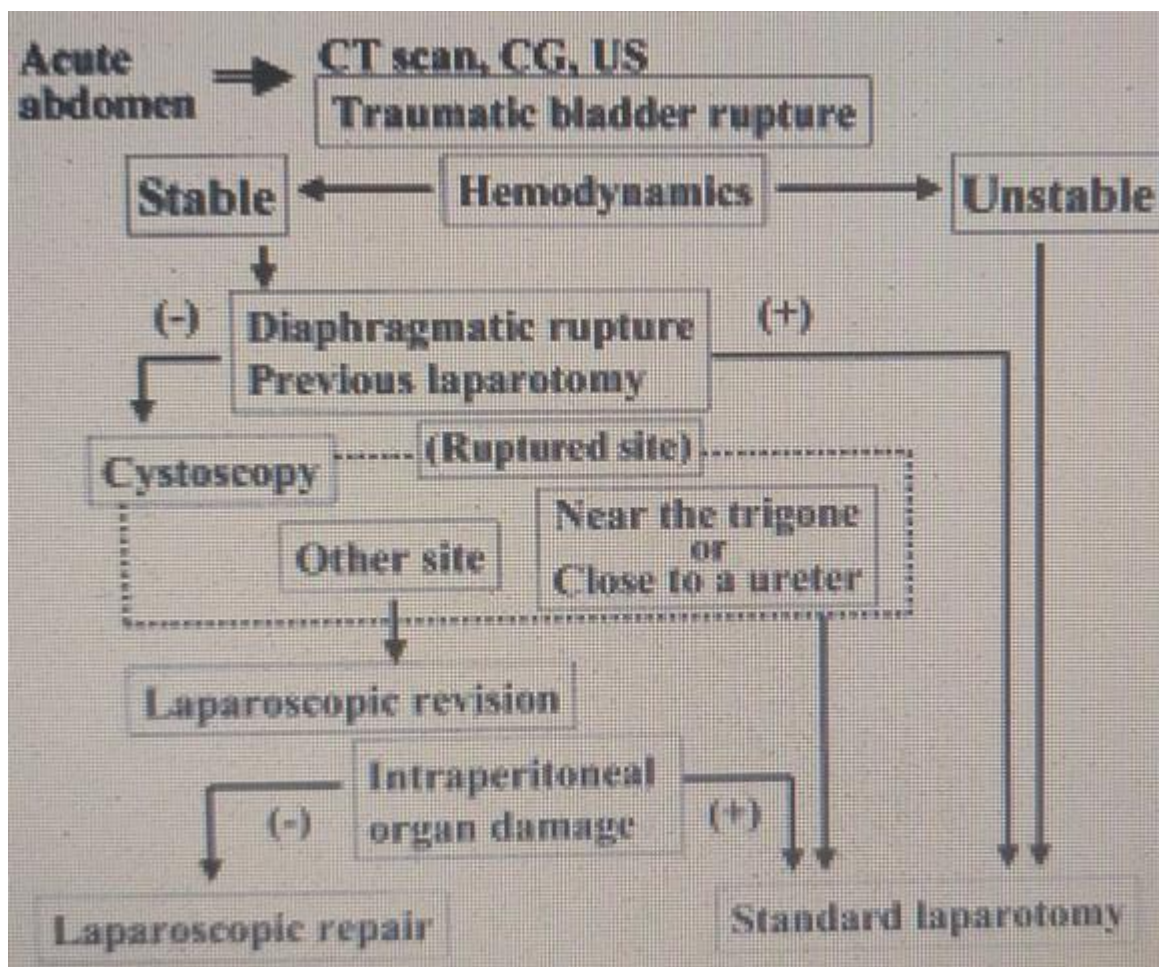 Acute
abdomen
CT scan, CG, US
Traumatic bladder rupture
Stable
Hemodynamics
Unstable
(-)
Diaphragmatic rupture
Previous laparotomy
(+)
Cystoscopy
(Ruptured site)
Other site
Near the trigone
or
Close to a ureter
Laparoscopic revision
Intraperitoneal
organ damage
(-)
(+)
Laparoscopic repair
Standard laparotomy